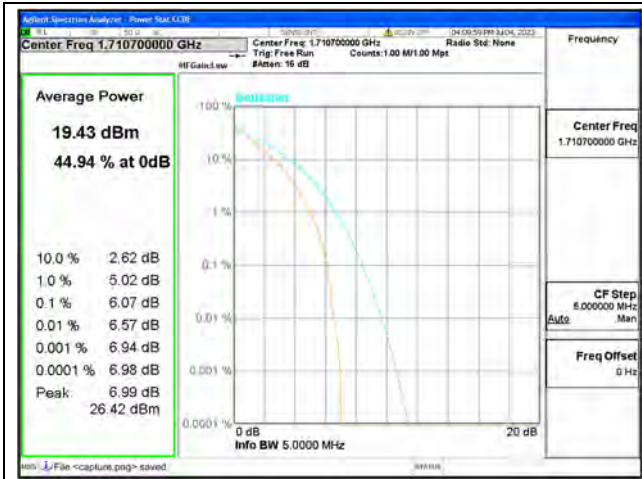 Agilent Spectrum Analyzer - Power Stat CCDF
Center Freq 1.710700000 GHz
Center Freq: 1.710700000 GHz
Radio Std: None
Trig: Free Run
Counts:1.00 M/1.00 Mpt
#IFGain:Low
#Atten: 16 dB
Frequency
Average Power
19.43 dBm
44.94 % at 0dB
10.0 % 2.62 dB
1.0 % 5.02 dB
0.1 % 6.07 dB
0.01 % 6.57 dB
0.001 % 6.94 dB
0.0001 % 6.98 dB
Peak 6.99 dB
26.42 dBm
Gaussian
100 %
10 %
1 %
0.1 %
0.01 %
0.001 %
0.0001 %
0 dB
20 dB
Info BW 5.0000 MHz
Center Freq
1.710700000 GHz
CF Step
5.000000 MHz
Auto Man
Freq Offset
0 Hz
MSG File <capture.png> saved
STATUS